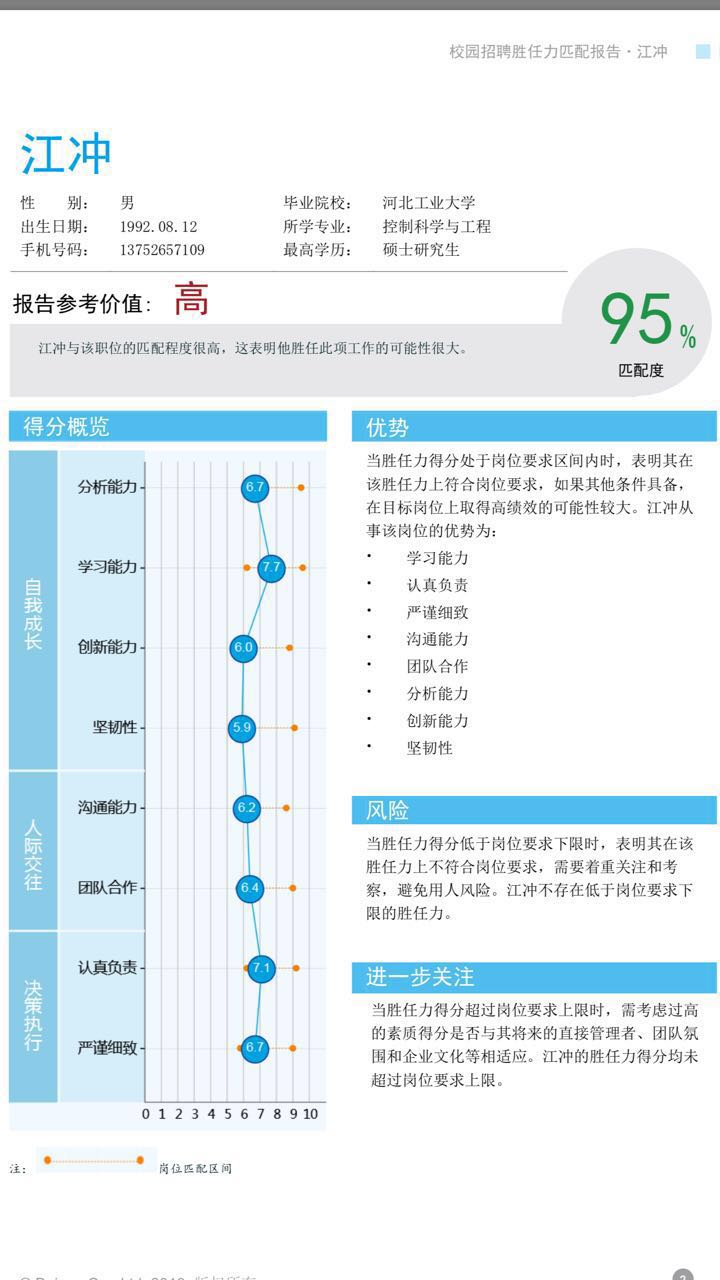 校园招聘胜任力匹配报告·江冲
江冲
性　　别： 男 毕业院校： 河北工业大学
出生日期： 1992.08.12 所学专业： 控制科学与工程
手机号码： 13752657109 最高学历： 硕士研究生
报告参考价值： 高
95%
匹配度
江冲与该职位的匹配程度很高，这表明他胜任此项工作的可能性很大。
得分概览
自我成长
分析能力 6.7
学习能力 7.7
创新能力 6.0
坚韧性 5.9
人际交往
沟通能力 6.2
团队合作 6.4
决策执行
认真负责 7.1
严谨细致 6.7
0 1 2 3 4 5 6 7 8 9 10
注： 岗位匹配区间
优势
当胜任力得分处于岗位要求区间内时，表明其在
该胜任力上符合岗位要求，如果其他条件具备，
在目标岗位上取得高绩效的可能性较大。江冲从
事该岗位的优势为：
• 学习能力
• 认真负责
• 严谨细致
• 沟通能力
• 团队合作
• 分析能力
• 创新能力
• 坚韧性
风险
当胜任力得分低于岗位要求下限时，表明其在该
胜任力上不符合岗位要求，需要着重关注和考
察，避免用人风险。江冲不存在低于岗位要求下
限的胜任力。
进一步关注
当胜任力得分超过岗位要求上限时，需考虑过高
的素质得分是否与其将来的直接管理者、团队氛
围和企业文化等相适应。江冲的胜任力得分均未
超过岗位要求上限。